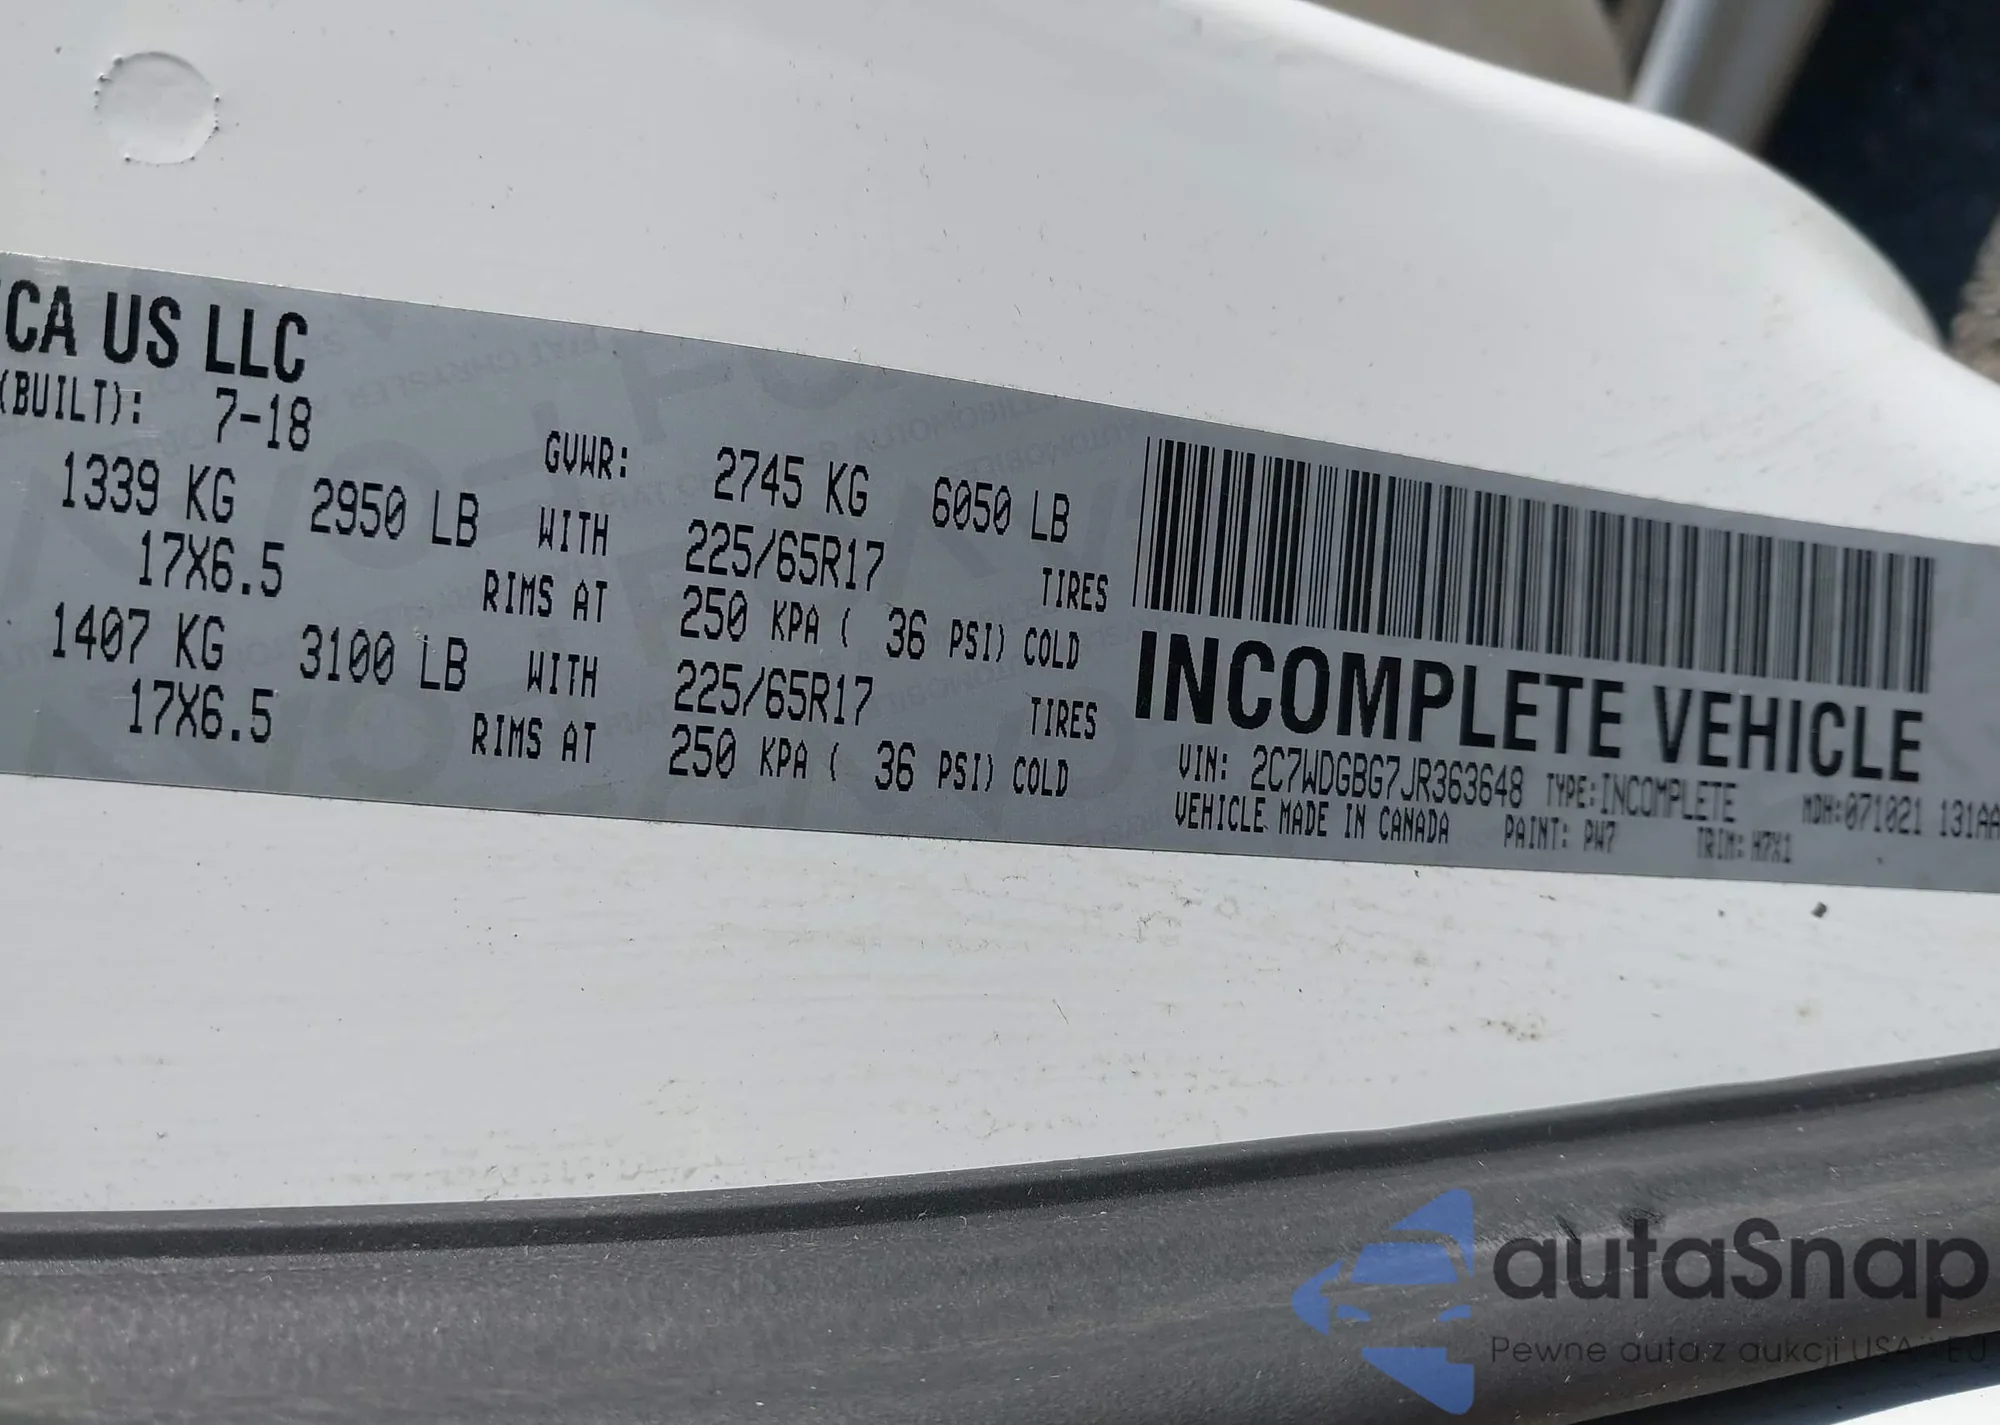 CA US LLC
(BUILT): 7-18
GVWR: 2745 KG 6050 LB
1339 KG 2950 LB WITH 225/65R17 TIRES
17X6.5 RIMS AT 250 KPA ( 36 PSI) COLD
1407 KG 3100 LB WITH 225/65R17 TIRES
17X6.5 RIMS AT 250 KPA ( 36 PSI) COLD
INCOMPLETE VEHICLE
VIN: 2C7WDGBG7JR363648 TYPE: INCOMPLETE MDH: 071021 131AA
VEHICLE MADE IN CANADA PAINT: PW7 TRIM: H7X1
autaSnap
Pewne auta z aukcji USA i EU